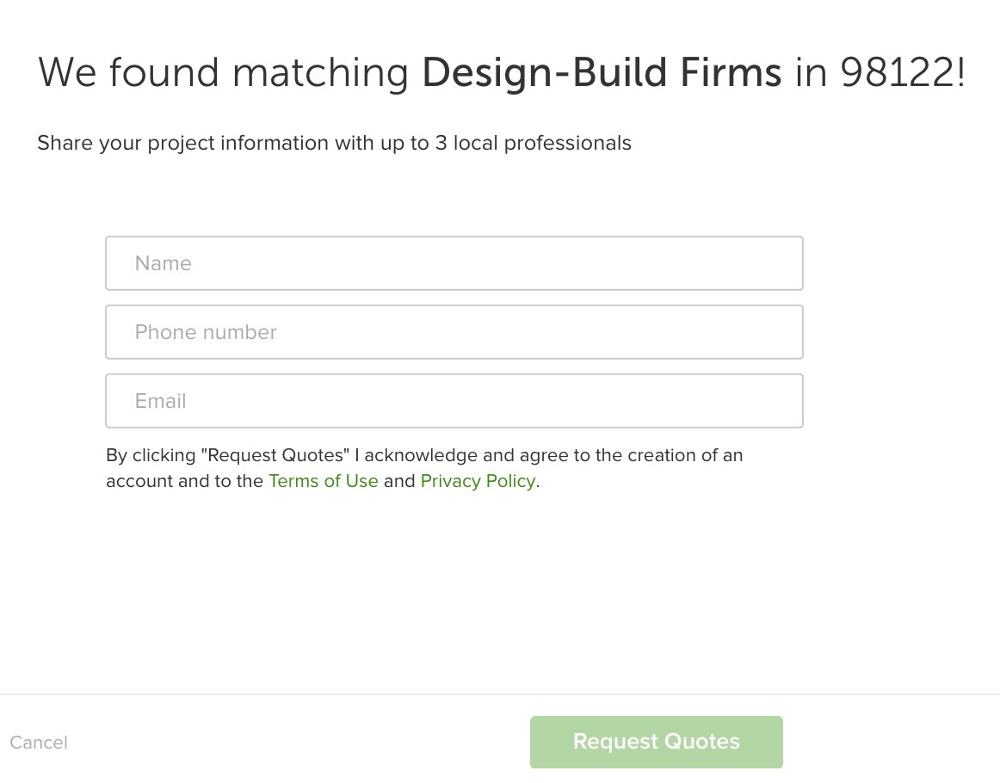 We found matching Design-Build Firms in 98122!
Share your project information with up to 3 local professionals
Name
Phone number
Email
By clicking "Request Quotes" I acknowledge and agree to the creation of an
account and to the Terms of Use and Privacy Policy.
Cancel
Request Quotes